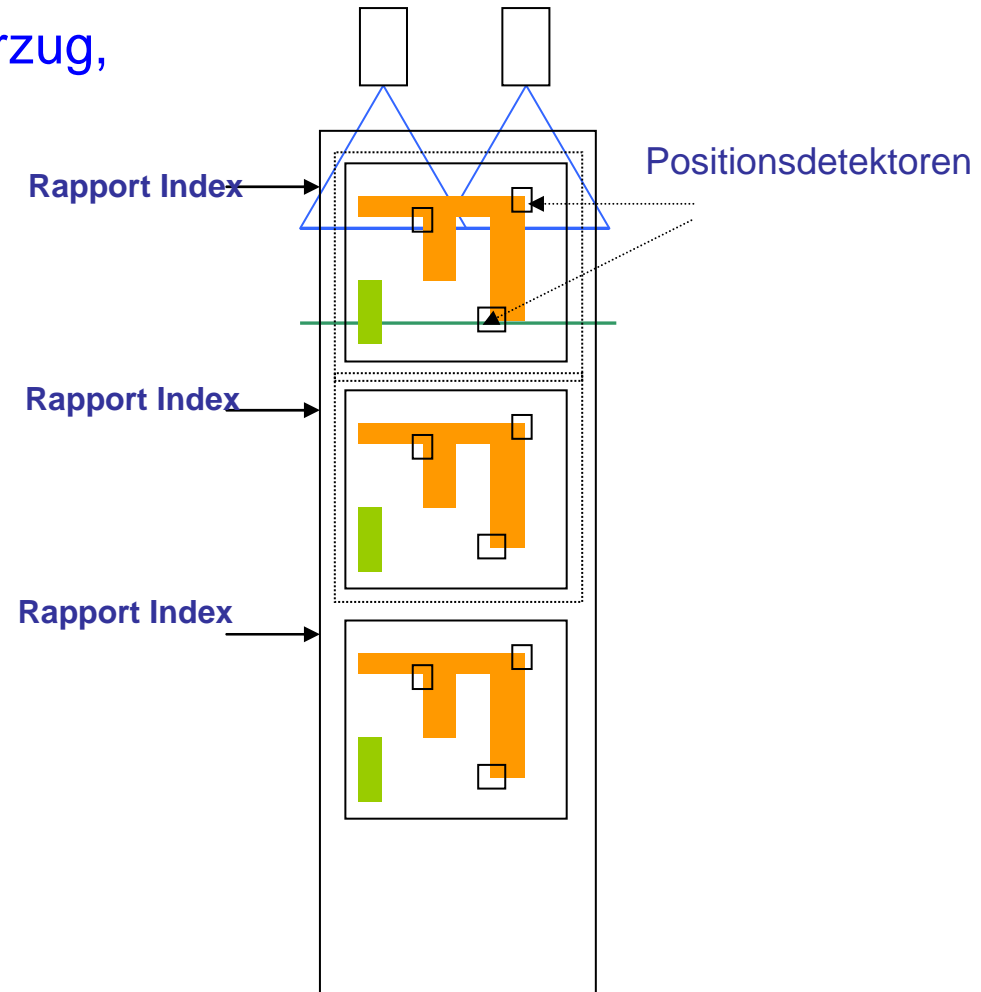 rzug,
Positionsdetektoren
Rapport Index
Rapport Index
Rapport Index